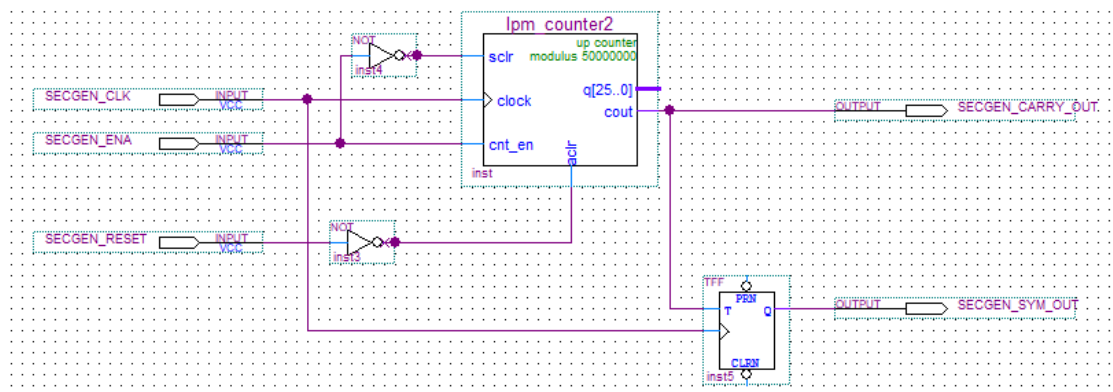 lpm_counter2
up counter
modulus 50000000
NOT
inst4
sclr
SECGEN_CLK
INPUT
VCC
clock
q[25..0]
cout
OUTPUT
SECGEN_CARRY_OUT
SECGEN_ENA
INPUT
VCC
cnt_en
aclr
inst
SECGEN_RESET
INPUT
VCC
NOT
inst3
TFF
PRN
T
Q
OUTPUT
SECGEN_SYM_OUT
CLRN
inst5